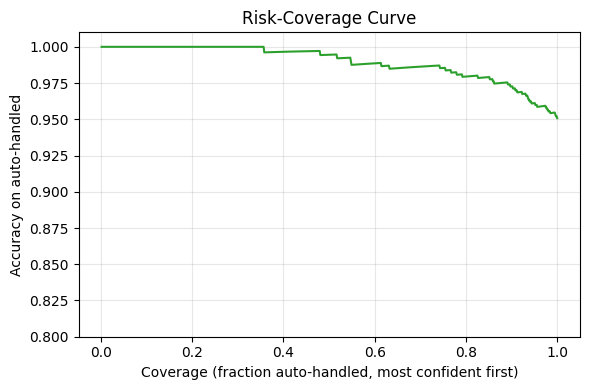 Risk-Coverage Curve
Accuracy on auto-handled
1.000
0.975
0.950
0.925
0.900
0.875
0.850
0.825
0.800
0.0 0.2 0.4 0.6 0.8 1.0
Coverage (fraction auto-handled, most confident first)